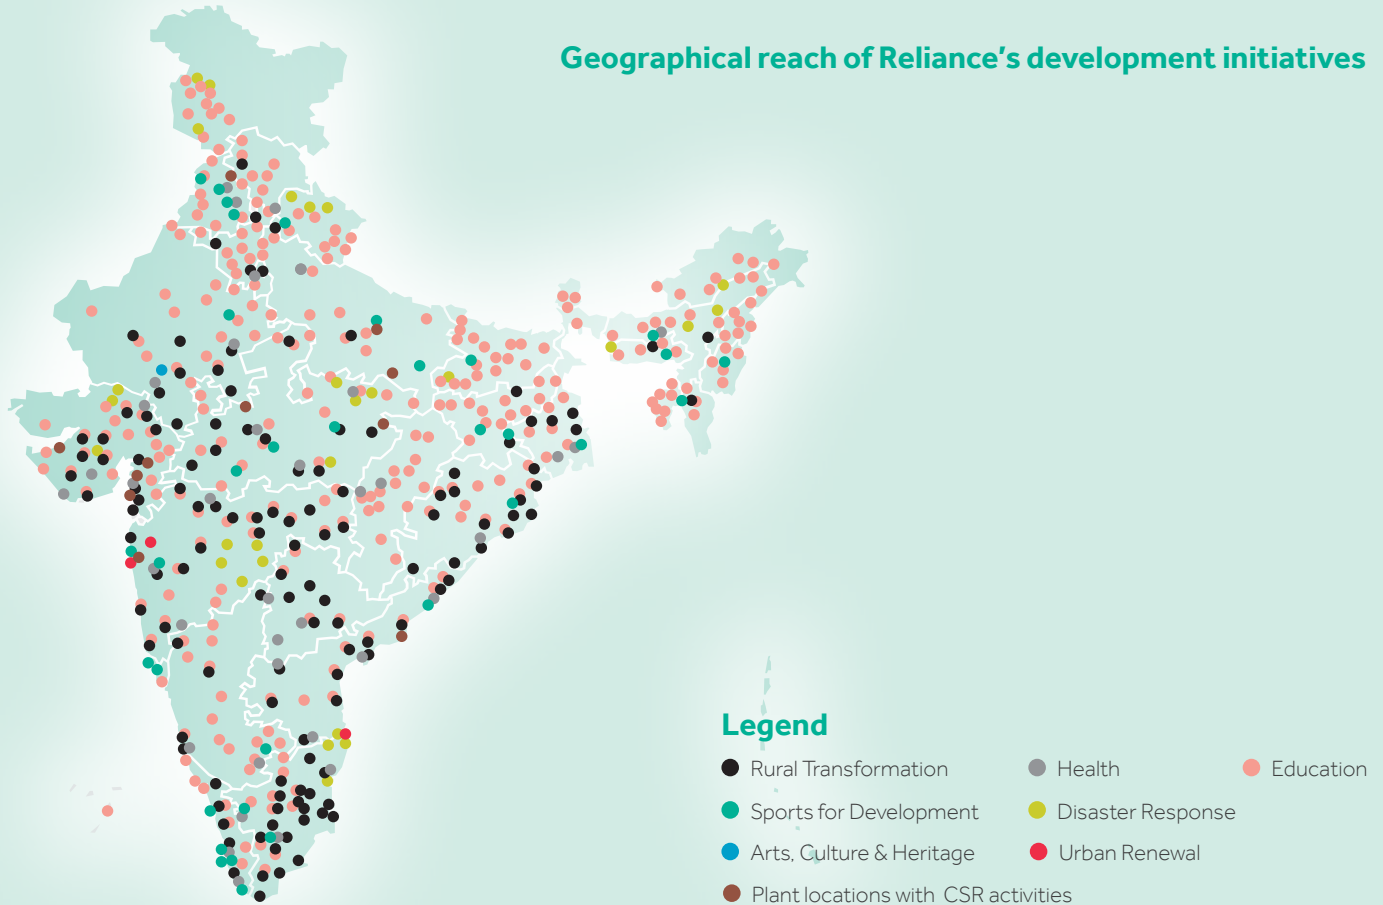 Geographical reach of Reliance's development initiatives
Legend
Rural Transformation
Health
Education
Sports for Development
Disaster Response
Arts, Culture & Heritage
Urban Renewal
Plant locations with CSR activities